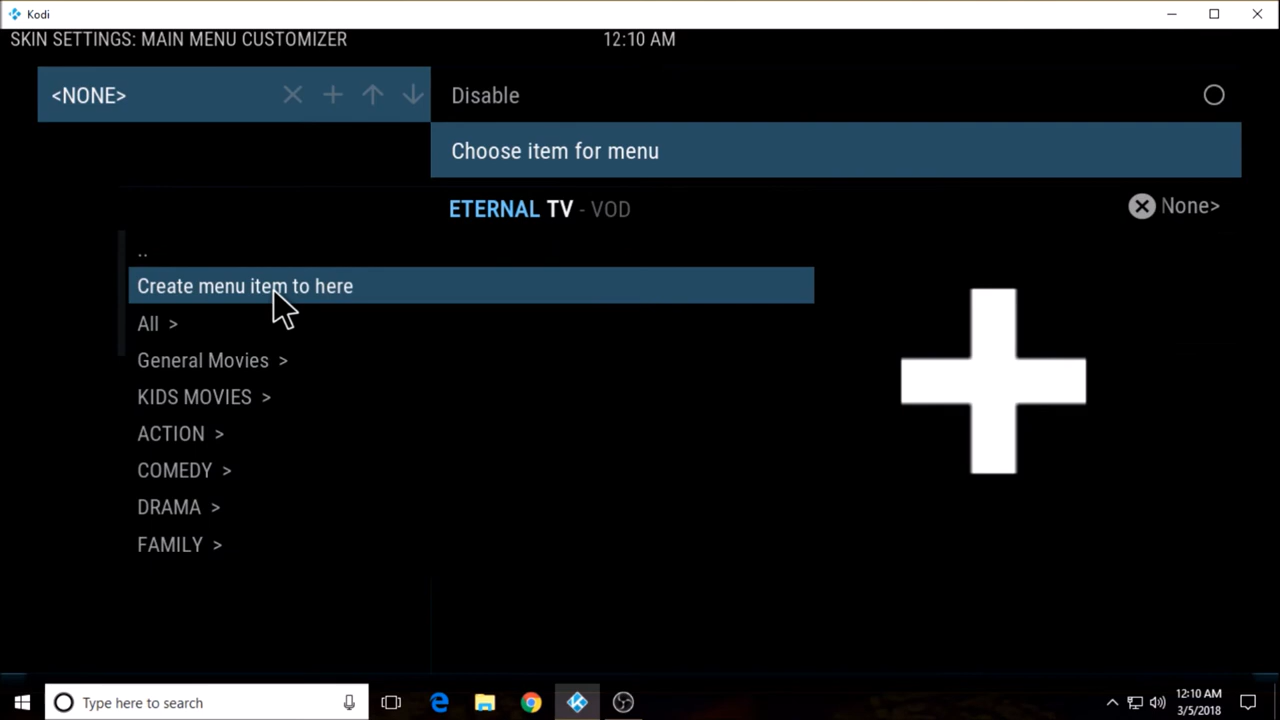 Kodi
SKIN SETTINGS: MAIN MENU CUSTOMIZER
12:10 AM
<NONE>
Disable
Choose item for menu
ETERNAL TV - VOD
None>
..
Create menu item to here
All >
General Movies >
KIDS MOVIES >
ACTION >
COMEDY >
DRAMA >
FAMILY >
Type here to search
12:10 AM
3/5/2018